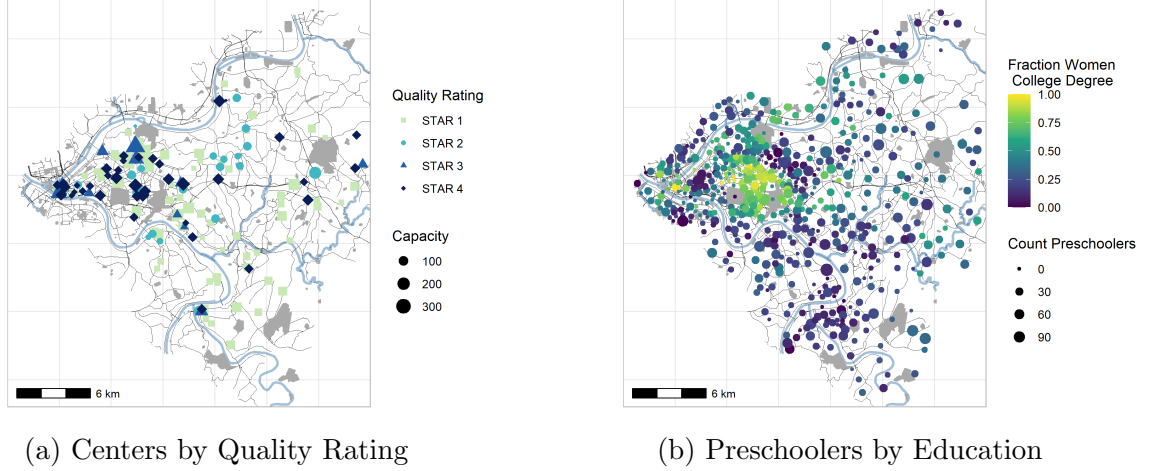 Quality Rating
STAR 1
STAR 2
STAR 3
STAR 4
Capacity
100
200
300
6 km
(a) Centers by Quality Rating
Fraction Women
College Degree
1.00
0.75
0.50
0.25
0.00
Count Preschoolers
0
30
60
90
6 km
(b) Preschoolers by Education